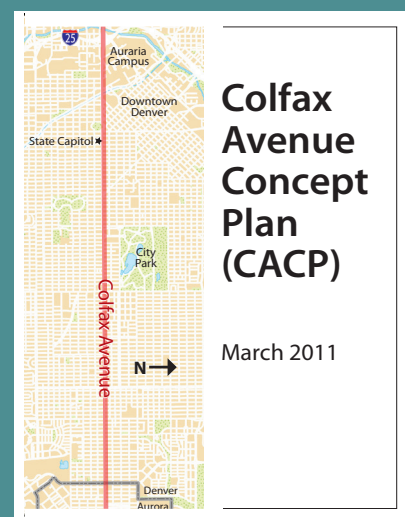 25
Auraria
Campus
Downtown
Denver
State Capitol
City
Park
Colfax Avenue
N
Denver
Aurora
Colfax
Avenue
Concept
Plan
(CACP)
March 2011